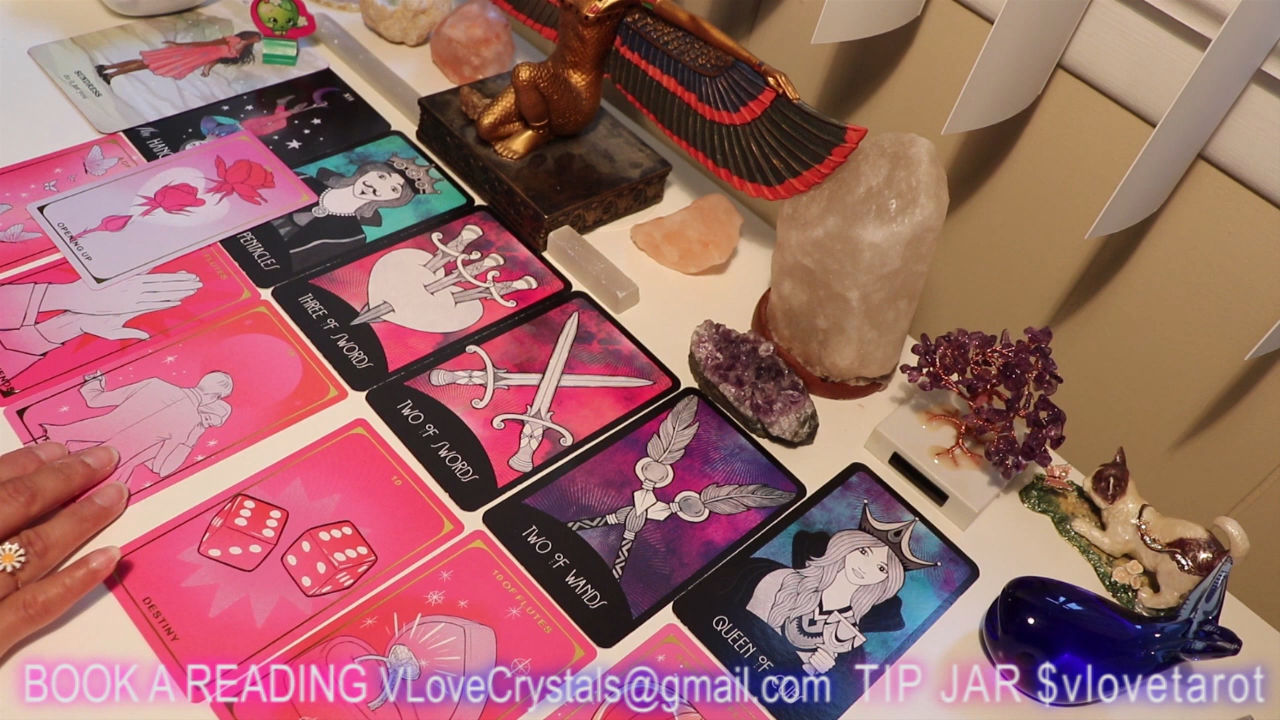 OPENING UP
PENTACLES
THREE OF SWORDS
TWO OF SWORDS
TWO OF WANDS
QUEEN OF
DESTINY
10
10 OF FLUTES
BOOK A READING VLoveCrystals@gmail.com TIP JAR $vlovetarot